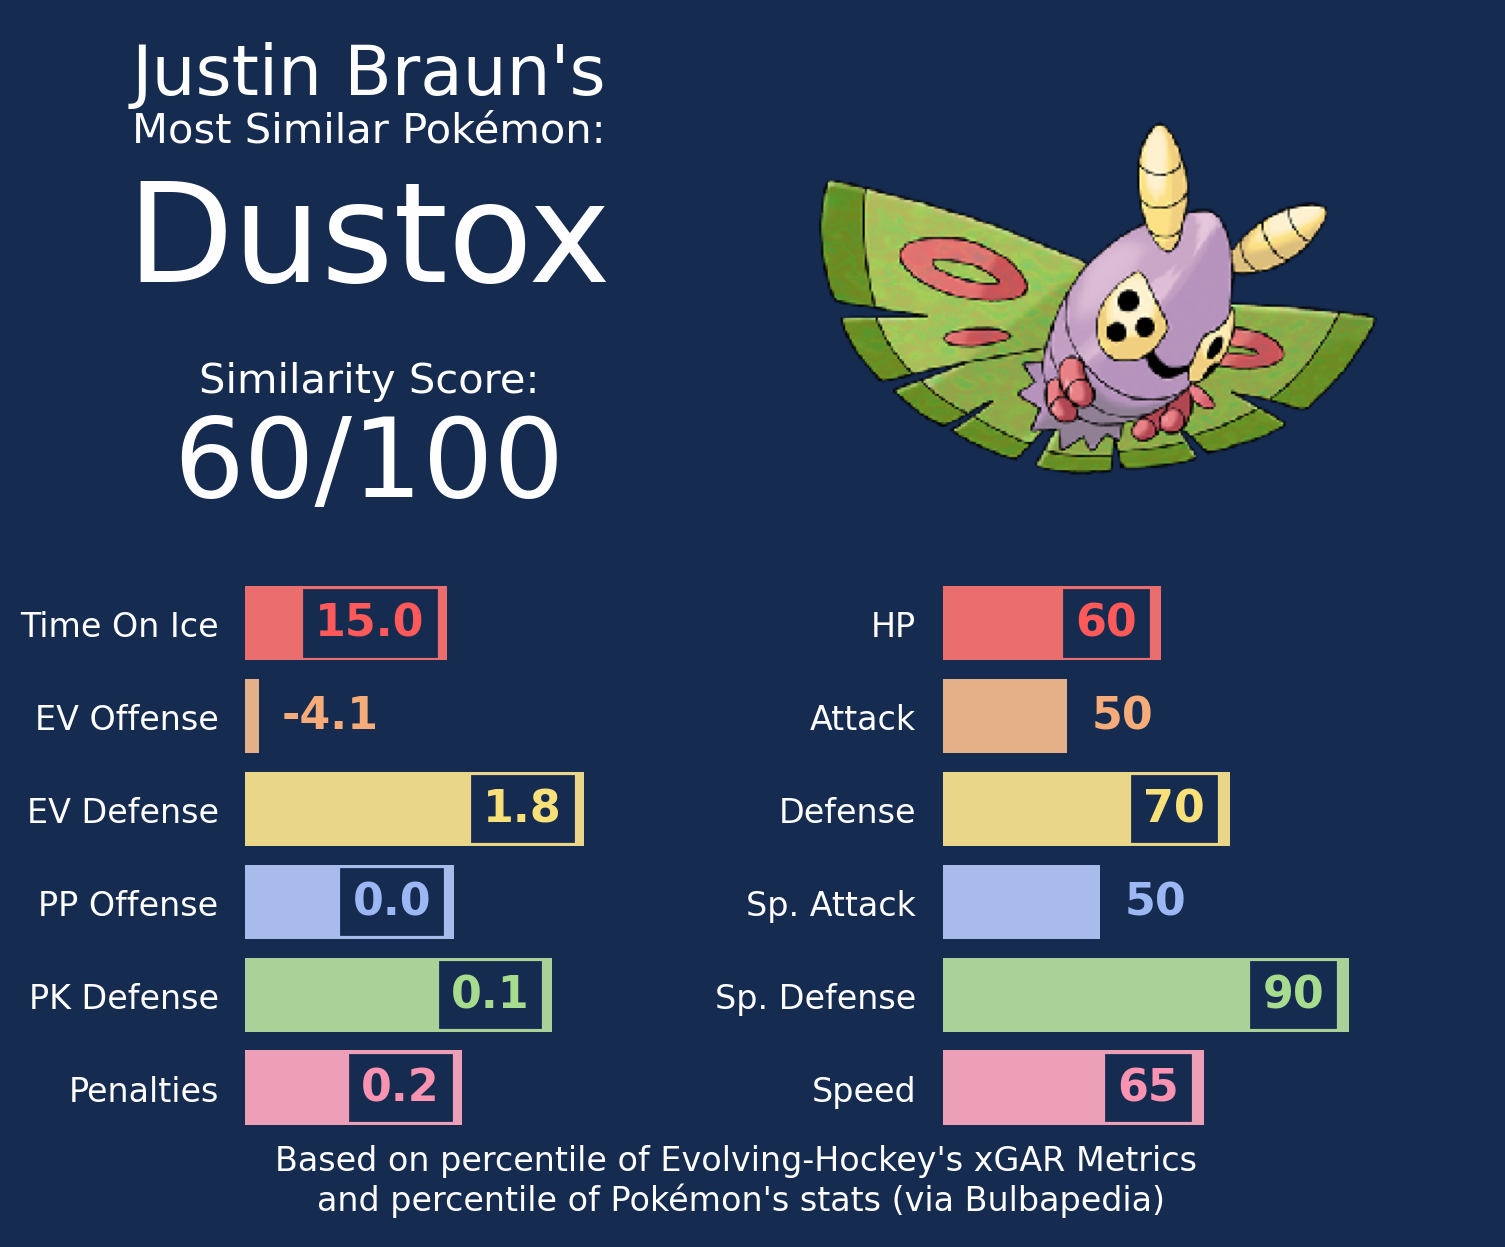 Justin Braun's
Most Similar Pokémon:
Dustox
Similarity Score:
60/100
Time On Ice 15.0
EV Offense -4.1
EV Defense 1.8
PP Offense 0.0
PK Defense 0.1
Penalties 0.2
HP 60
Attack 50
Defense 70
Sp. Attack 50
Sp. Defense 90
Speed 65
Based on percentile of Evolving-Hockey's xGAR Metrics
and percentile of Pokémon's stats (via Bulbapedia)